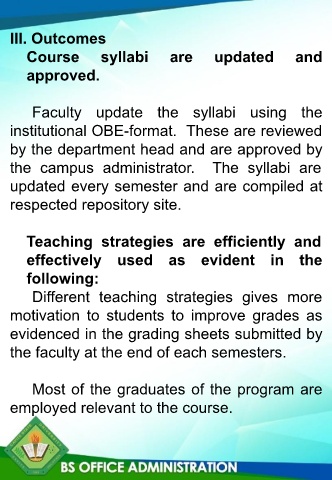 III. Outcomes
Course syllabi are updated and
approved.
Faculty update the syllabi using the
institutional OBE-format. These are reviewed
by the department head and are approved by
the campus administrator. The syllabi are
updated every semester and are compiled at
respected repository site.
Teaching strategies are efficiently and
effectively used as evident in the
following:
Different teaching strategies gives more
motivation to students to improve grades as
evidenced in the grading sheets submitted by
the faculty at the end of each semesters.
Most of the graduates of the program are
employed relevant to the course.
BS OFFICE ADMINISTRATION